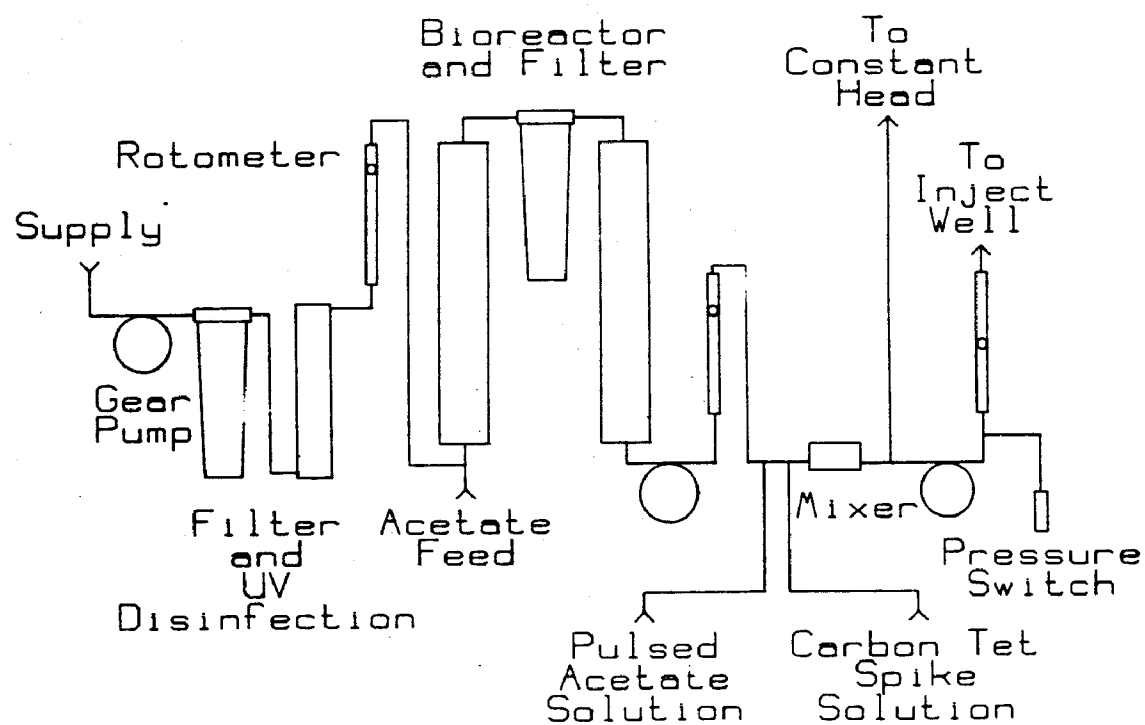 Bioreactor
and Filter
To
Constant
Head
Rotometer
To
Inject
Well
Supply
Gear
Pump
Filter
and
UV
Disinfection
Acetate
Feed
Mixer
Pressure
Switch
Pulsed
Acetate
Solution
Carbon Tet
Spike
Solution